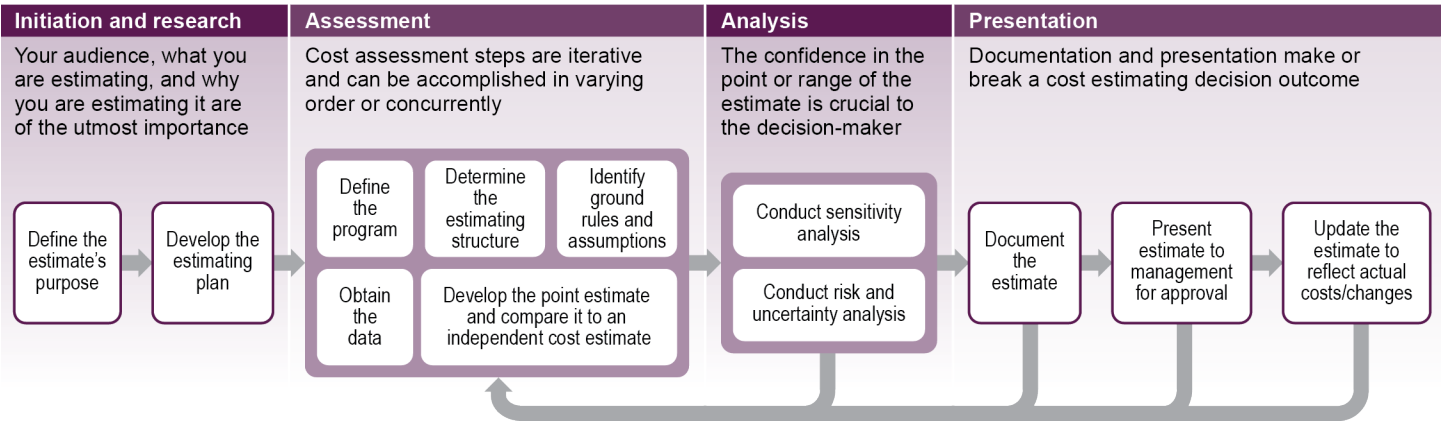 Initiation and research
Your audience, what you
are estimating, and why
you are estimating it are
of the utmost importance
Define the
estimate's
purpose
Develop the
estimating
plan
Assessment
Cost assessment steps are iterative
and can be accomplished in varying
order or concurrently
Define
the
program
Determine
the
estimating
structure
Identify
ground
rules and
assumptions
Obtain
the
data
Develop the point estimate
and compare it to an
independent cost estimate
Analysis
The confidence in the
point or range of the
estimate is crucial to
the decision-maker
Conduct sensitivity
analysis
Conduct risk and
uncertainty analysis
Presentation
Documentation and presentation make or
break a cost estimating decision outcome
Document
the
estimate
Present
estimate to
management
for approval
Update the
estimate to
reflect actual
costs/changes